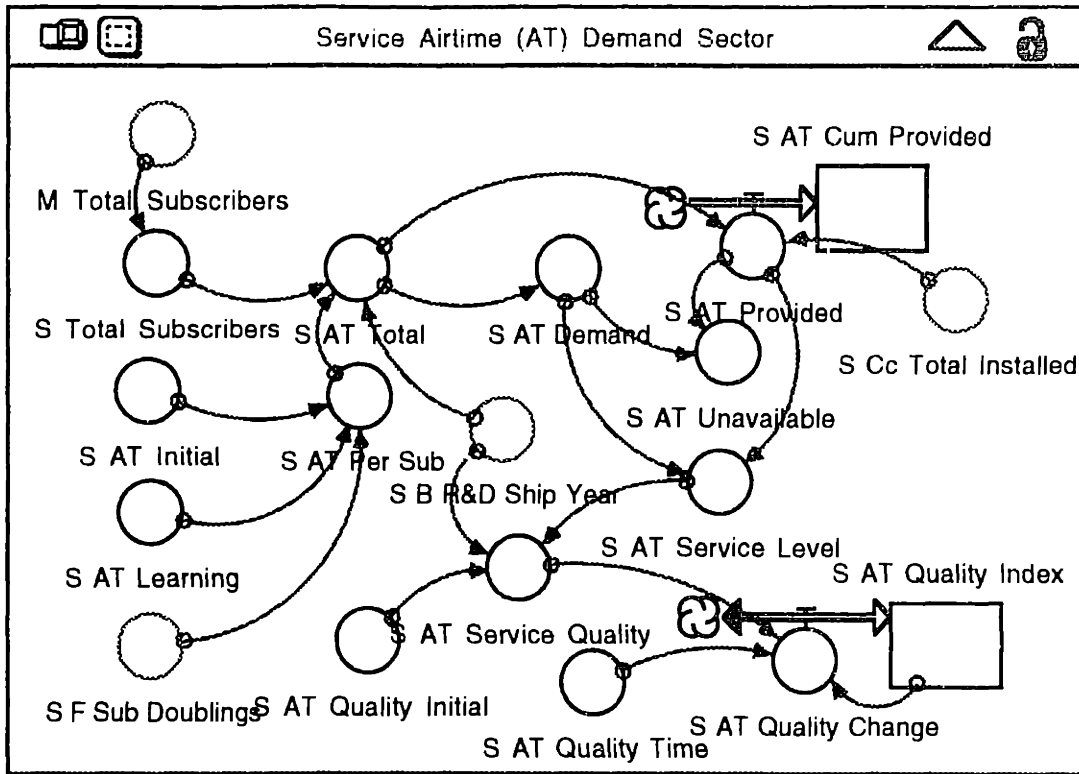 Service Airtime (AT) Demand Sector
S AT Cum Provided
M Total Subscribers
S Total Subscribers
S AT Total
S AT Demand
S AT Provided
S Cc Total Installed
S AT Initial
S AT Per Sub
S AT Unavailable
S B R&D Ship Year
S AT Learning
S AT Service Level
S AT Quality Index
S AT Service Quality
S F Sub Doublings
S AT Quality Initial
S AT Quality Time
S AT Quality Change